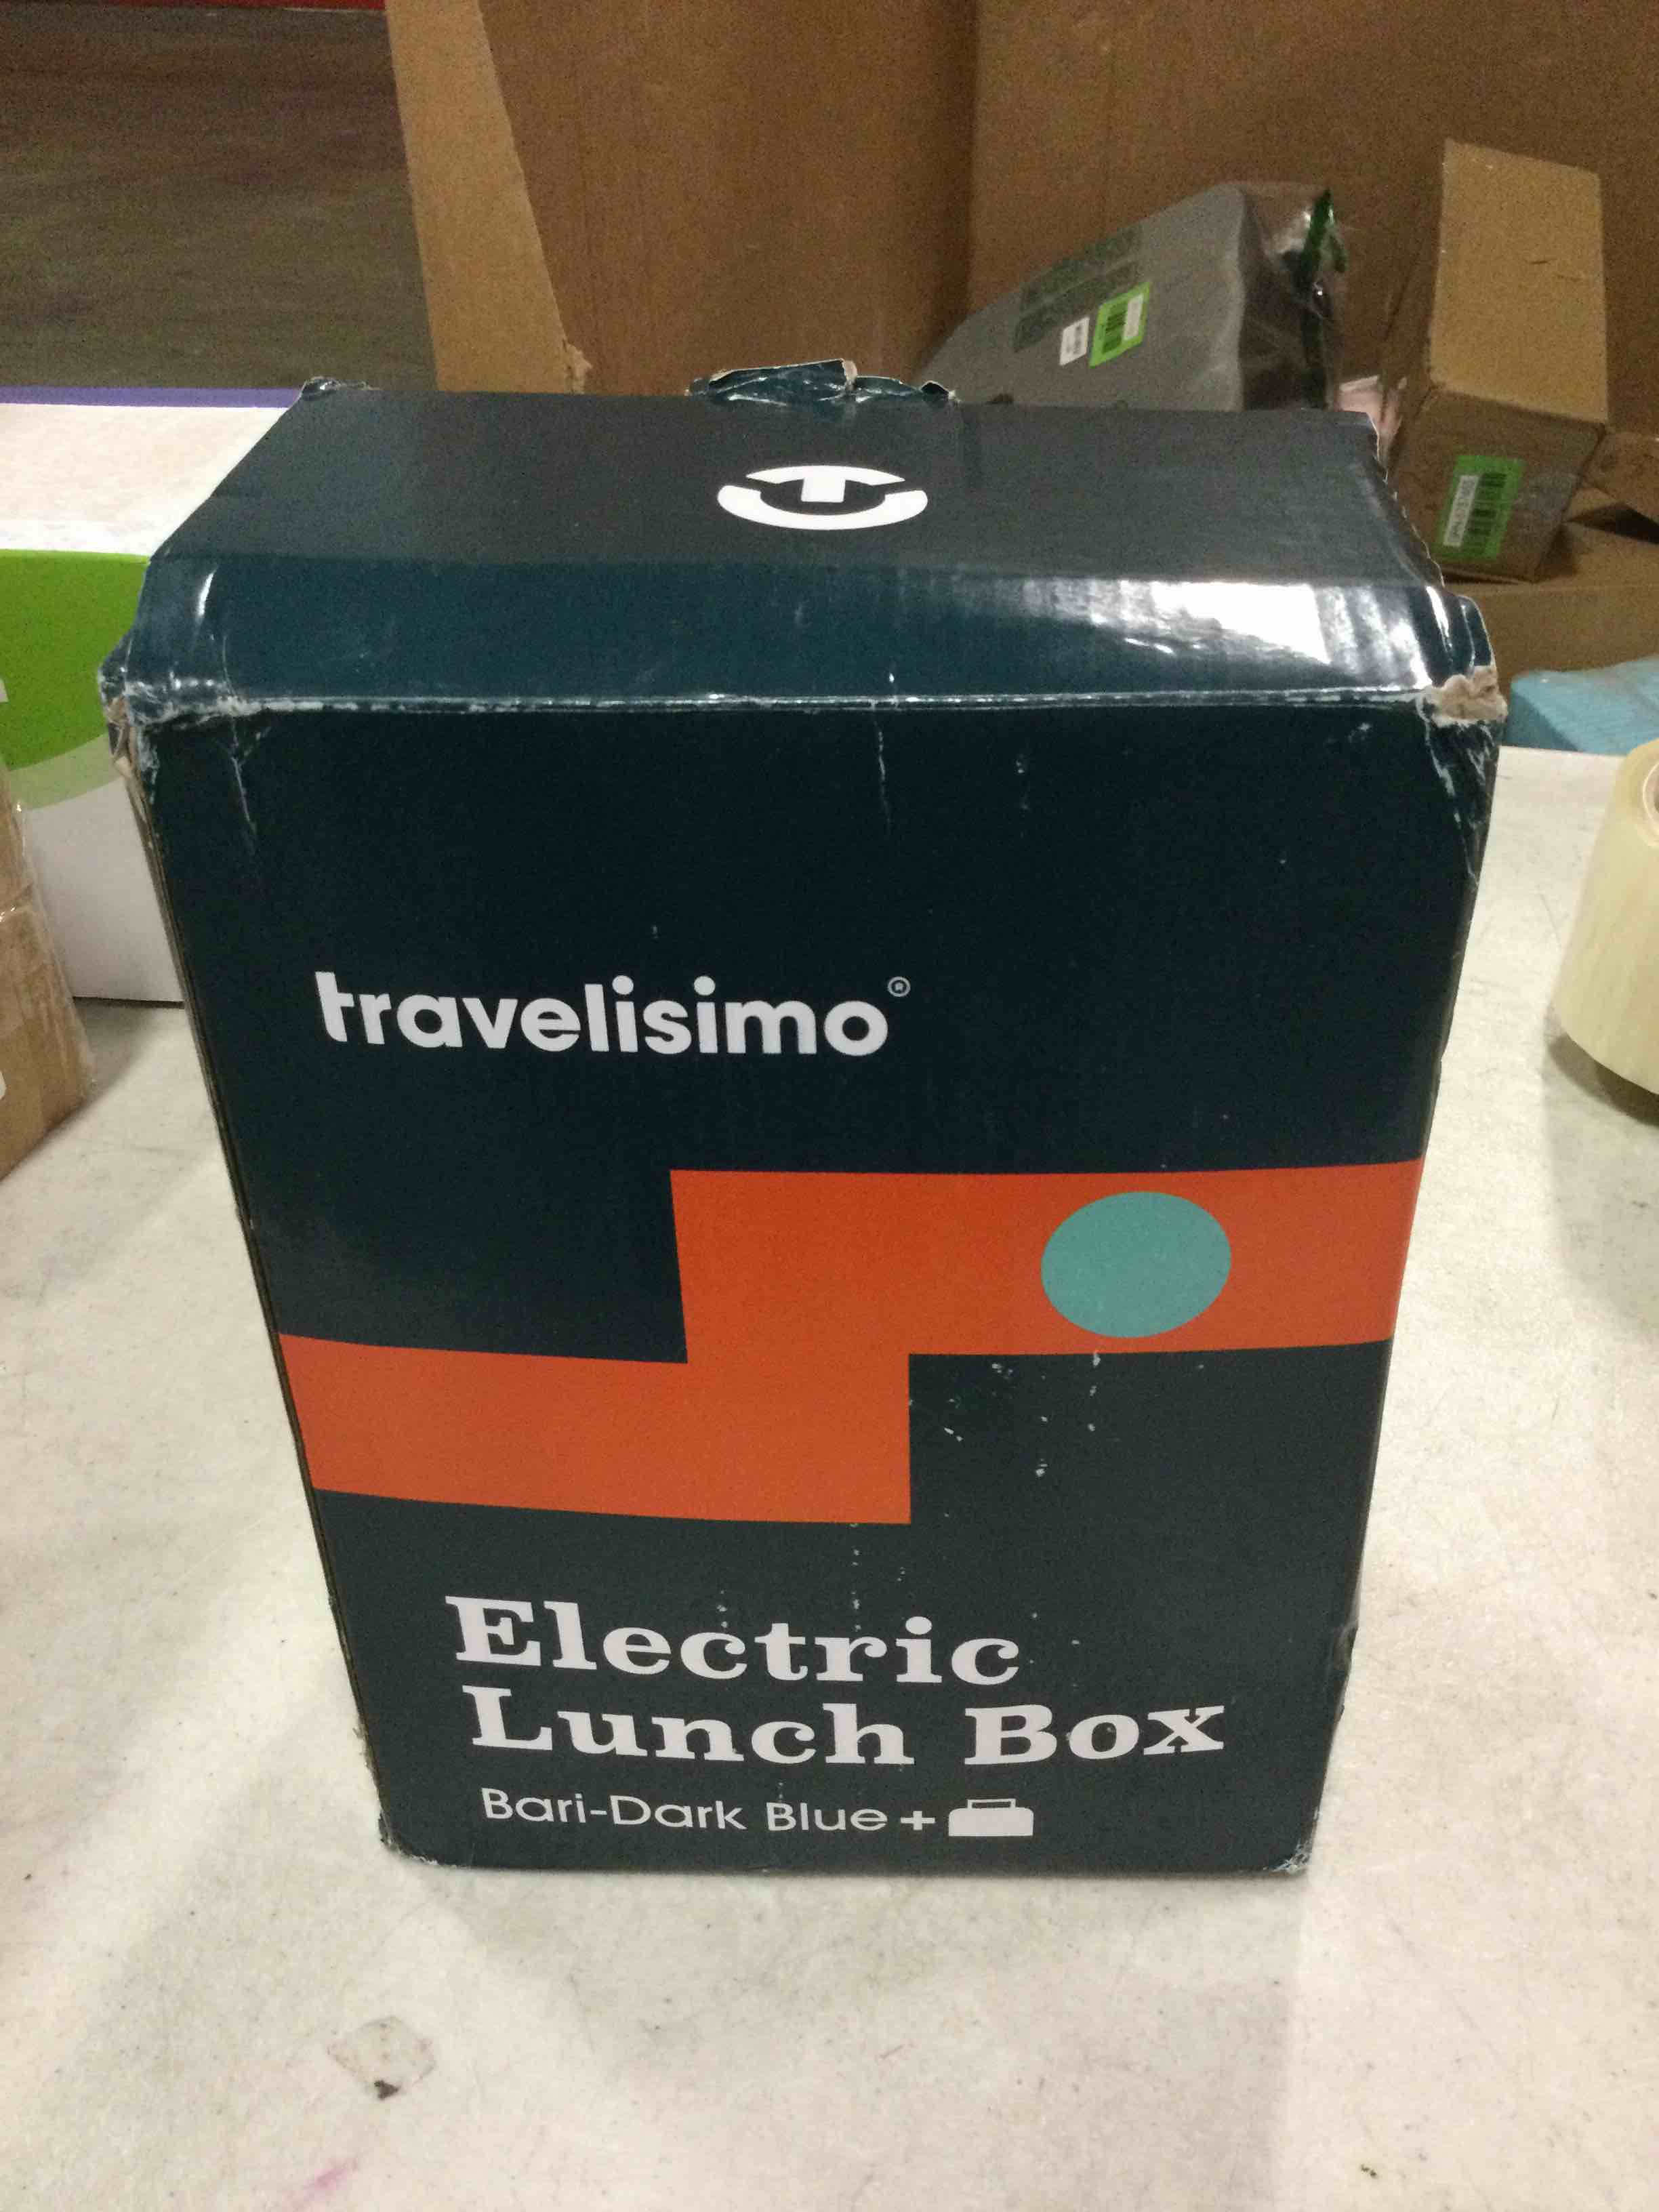 travelisimo®
Electric
Lunch Box
Bari-Dark Blue +